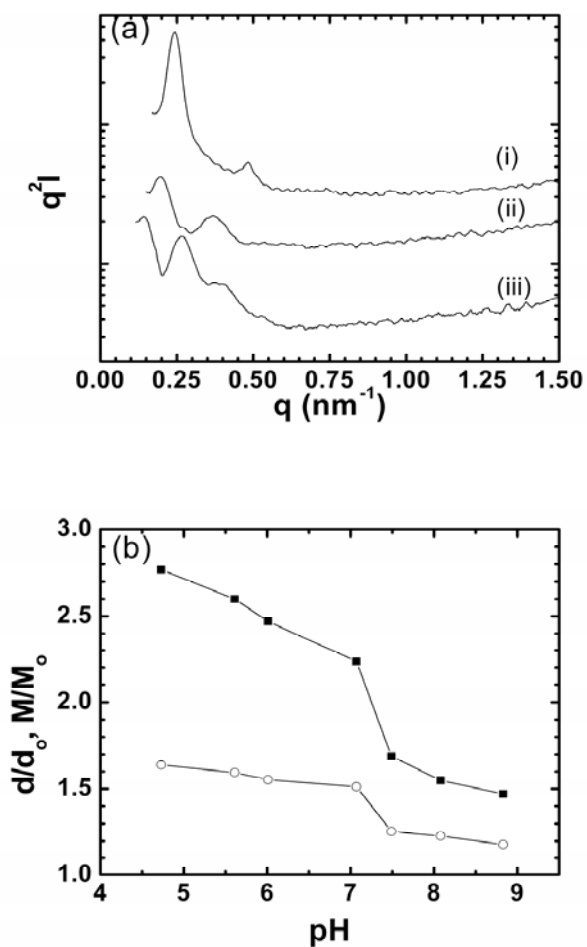 (a)
q²I
(i)
(ii)
(iii)
0.00 0.25 0.50 0.75 1.00 1.25 1.50
q (nm⁻¹)
(b)
d/dₒ, M/Mₒ
3.0
2.5
2.0
1.5
1.0
4 5 6 7 8 9
pH